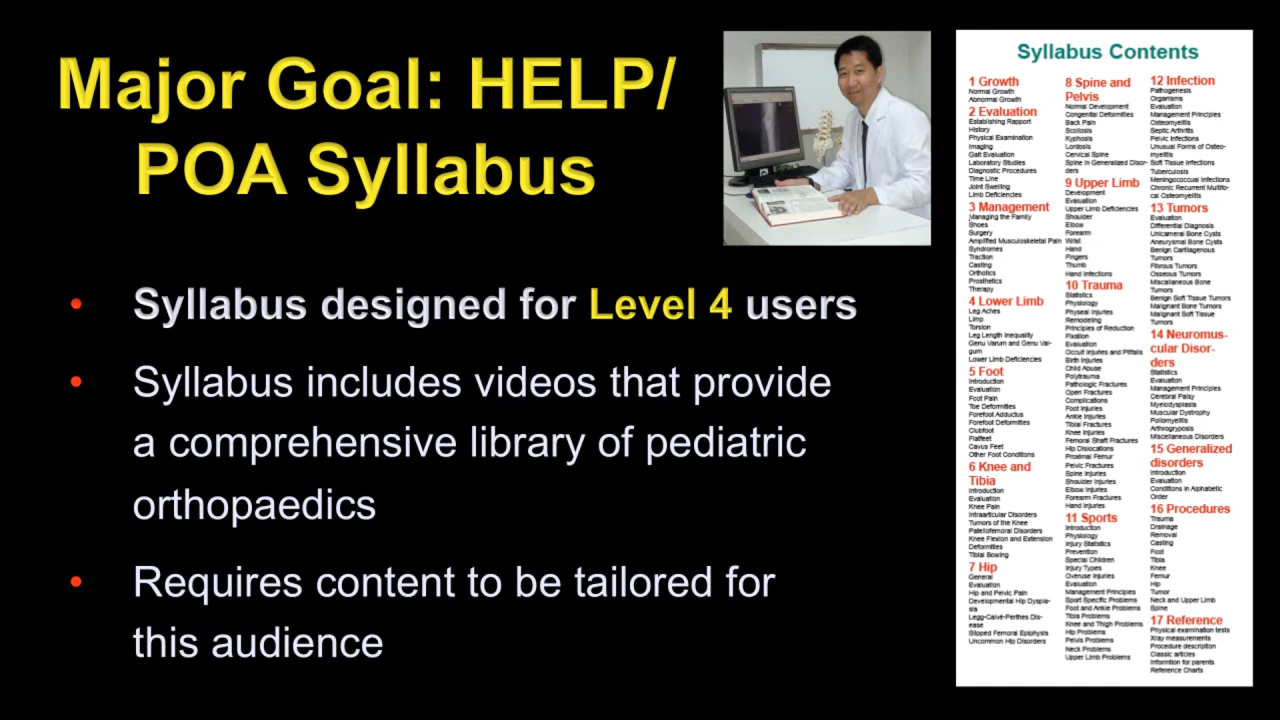 Major Goal: HELP/
POA Syllabus
• Syllabus designed for Level 4 users
• Syllabus includes videos that provide
a comprehensive library of pediatric
orthopaedics
• Requires content to be tailored for
this audience
Syllabus Contents
1 Growth
Normal Growth
Abnormal Growth
2 Evaluation
Establishing Rapport
History
Physical Examination
Imaging
Gait Evaluation
Laboratory Studies
Diagnostic Procedures
Time Line
Joint Swelling
Limb Deficiencies
3 Management
Managing the Family
Shoes
Surgery
Amplified Musculoskeletal Pain
Syndromes
Traction
Casting
Orthotics
Prosthetics
Therapy
4 Lower Limb
Leg Aches
Limp
Torsion
Leg Length Inequality
Genu Varum and Genu Val-
gum
Lower Limb Deficiencies
5 Foot
Introduction
Evaluation
Foot Pain
Toe Deformities
Forefoot Adductus
Forefoot Deformities
Clubfoot
Flatfeet
Cavus Feet
Other Foot Conditions
6 Knee and
Tibia
Introduction
Evaluation
Knee Pain
Intraarticular Disorders
Tumors of the Knee
Patellofemoral Disorders
Knee Flexion and Extension
Deformities
Tibial Bowing
7 Hip
General
Evaluation
Hip and Pelvic Pain
Developmental Hip Dyspla-
sia
Legg-Calvé-Perthes Dis-
ease
Slipped Femoral Epiphysis
Uncommon Hip Disorders
8 Spine and
Pelvis
Normal Development
Congenital Deformities
Back Pain
Scoliosis
Kyphosis
Lordosis
Cervical Spine
Spine in Generalized Disor-
ders
9 Upper Limb
Development
Evaluation
Upper Limb Deficiencies
Shoulder
Elbow
Forearm
Wrist
Hand
Fingers
Thumb
Hand Infections
10 Trauma
Statistics
Physiology
Physeal Injuries
Remodeling
Principles of Reduction
Fixation
Evaluation
Occult Injuries and Pitfalls
Birth Injuries
Child Abuse
Polytrauma
Pathologic Fractures
Open Fractures
Complications
Foot Injuries
Ankle Injuries
Tibial Fractures
Knee Injuries
Femoral Shaft Fractures
Hip Dislocations
Proximal Femur
Pelvic Fractures
Spine Injuries
Shoulder Injuries
Elbow Injuries
Forearm Fractures
Hand Injuries
11 Sports
Introduction
Physiology
Injury Statistics
Prevention
Special Children
Injury Types
Overuse Injuries
Evaluation
Management Principles
Sport Specific Problems
Foot and Ankle Problems
Tibia Problems
Knee and Thigh Problems
Hip Problems
Pelvis Problems
Neck Problems
Upper Limb Problems
12 Infection
Pathogenesis
Organisms
Evaluation
Management Principles
Osteomyelitis
Septic Arthritis
Pelvic Infections
Unusual Forms of Osteo-
myelitis
Soft Tissue Infections
Tuberculosis
Meningococcual Infections
Chronic Recurrent Multifo-
cal Osteomyelitis
13 Tumors
Evaluation
Differential Diagnosis
Unicameral Bone Cysts
Aneurysmal Bone Cysts
Benign Cartilagenous
Tumors
Fibrous Tumors
Osseous Tumors
Miscellaneous Bone
Tumors
Benign Soft Tissue Tumors
Malignant Bone Tumors
Malignant Soft Tissue
Tumors
14 Neuromus-
cular Disor-
ders
Statistics
Evaluation
Management Principles
Cerebral Palsy
Myelodysplasia
Muscular Dystrophy
Poliomyelitis
Arthrogryposis
Miscellaneous Disorders
15 Generalized
disorders
Introduction
Evaluation
Conditions in Alphabetic
Order
16 Procedures
Trauma
Drainage
Removal
Casting
Foot
Tibia
Knee
Femur
Hip
Tumor
Neck and Upper Limb
Spine
17 Reference
Physical examination tests
Xray measurements
Procedure description
Classic articles
Information for parents
Reference Charts